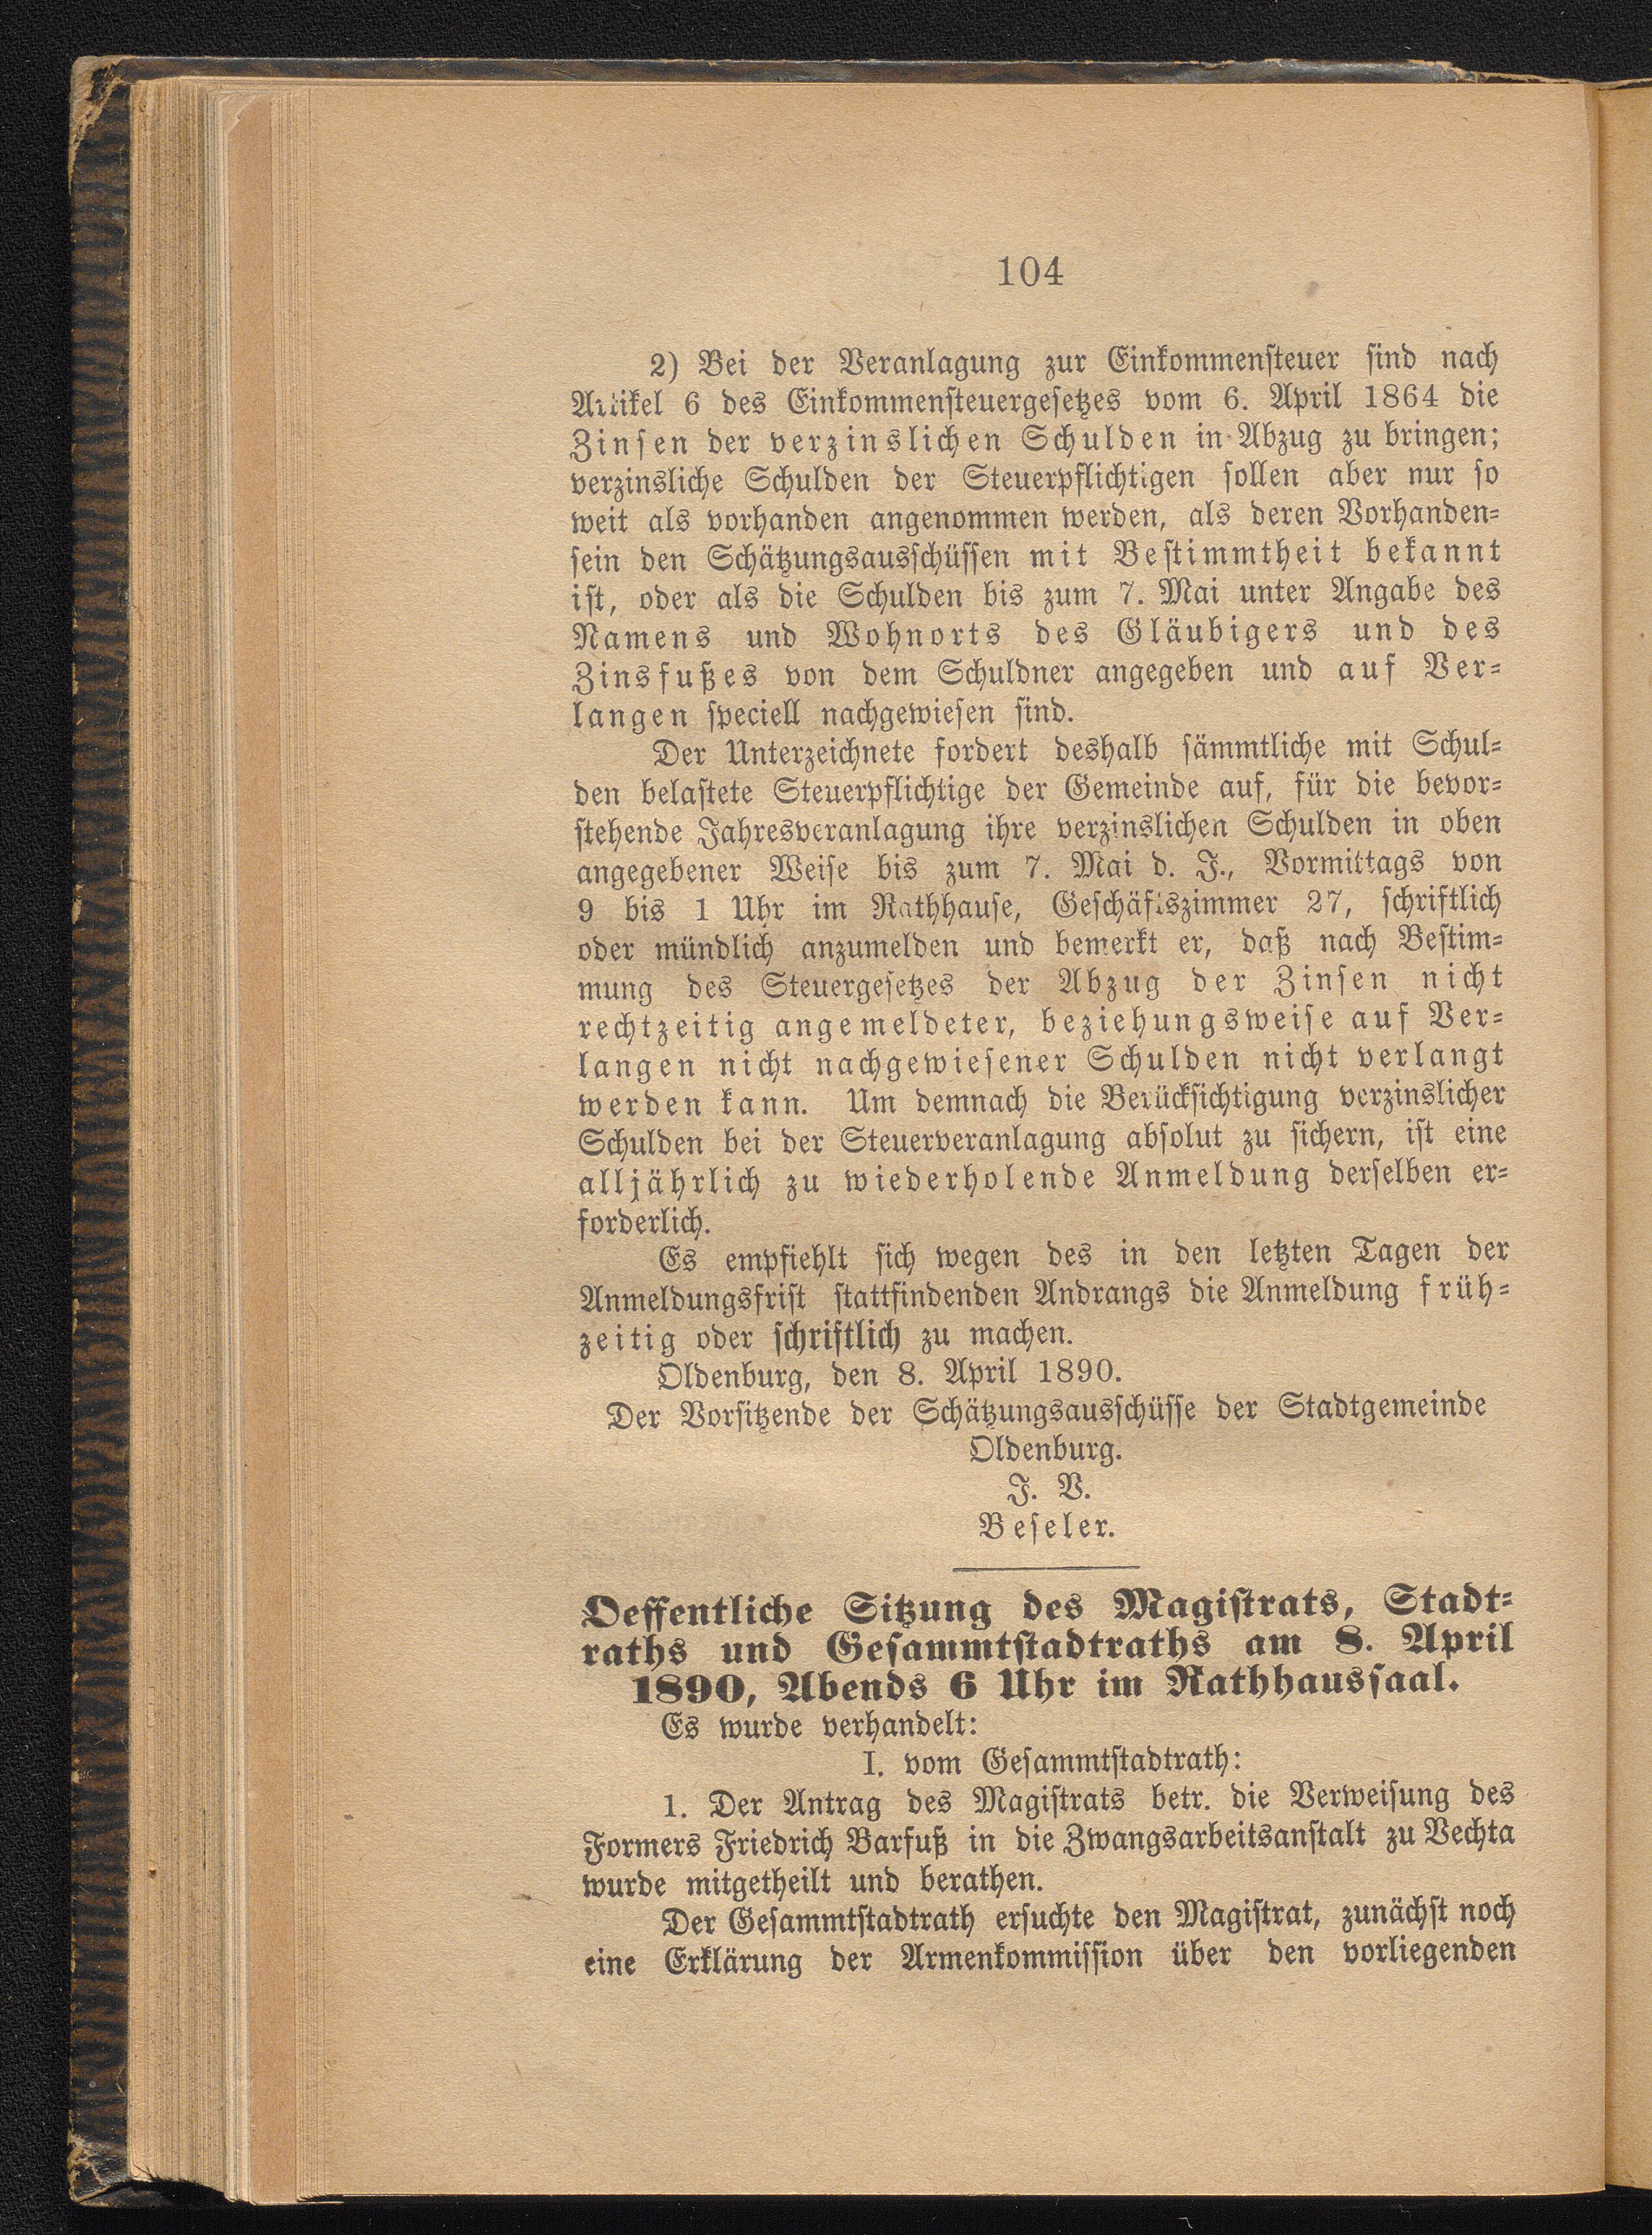 104
2) Bei der Veranlagung zur Einkommensteuer sind nach
Artikel 6 des Einkommensteuergesetzes vom 6. April 1864 die
Zinsen der verzinslichen Schulden in Abzug zu bringen;
verzinsliche Schulden der Steuerpflichtigen sollen aber nur so
weit als vorhanden angenommen werden, als deren Vorhanden-
sein den Schätzungsausschüssen mit Bestimmtheit bekannt
ist, oder als die Schulden bis zum 7. Mai unter Angabe des
Namens und Wohnorts des Gläubigers und des
Zinsfußes von dem Schuldner angegeben und auf Ver-
langen speciell nachgewiesen sind.
Der Unterzeichnete fordert deshalb sämmtliche mit Schul-
den belastete Steuerpflichtige der Gemeinde auf, für die bevor-
stehende Jahresveranlagung ihre verzinslichen Schulden in oben
angegebener Weise bis zum 7. Mai d. J., Vormittags von
9 bis 1 Uhr im Rathhause, Geschäftszimmer 27, schriftlich
oder mündlich anzumelden und bemerkt er, daß nach Bestim-
mung des Steuergesetzes der Abzug der Zinsen nicht
rechtzeitig angemeldeter, beziehungsweise auf Ver-
langen nicht nachgewiesener Schulden nicht verlangt
werden kann. Um demnach die Berücksichtigung verzinslicher
Schulden bei der Steuerveranlagung absolut zu sichern, ist eine
alljährlich zu wiederholende Anmeldung derselben er-
forderlich.
Es empfiehlt sich wegen des in den letzten Tagen der
Anmeldungsfrist stattfindenden Andrangs die Anmeldung früh-
zeitig oder schriftlich zu machen.
Oldenburg, den 8. April 1890.
Der Vorsitzende der Schätzungsausschüsse der Stadtgemeinde
Oldenburg.
J. V.
Beseler.
Oeffentliche Sitzung des Magistrats, Stadt-
raths und Gesammtstadtraths am 8. April
1890, Abends 6 Uhr im Rathhaussaal.
Es wurde verhandelt:
I. vom Gesammtstadtrath:
1. Der Antrag des Magistrats betr. die Verweisung des
Formers Friedrich Barfuß in die Zwangsarbeitsanstalt zu Vechta
wurde mitgetheilt und berathen.
Der Gesammtstadtrath ersuchte den Magistrat, zunächst noch
eine Erklärung der Armenkommission über den vorliegenden